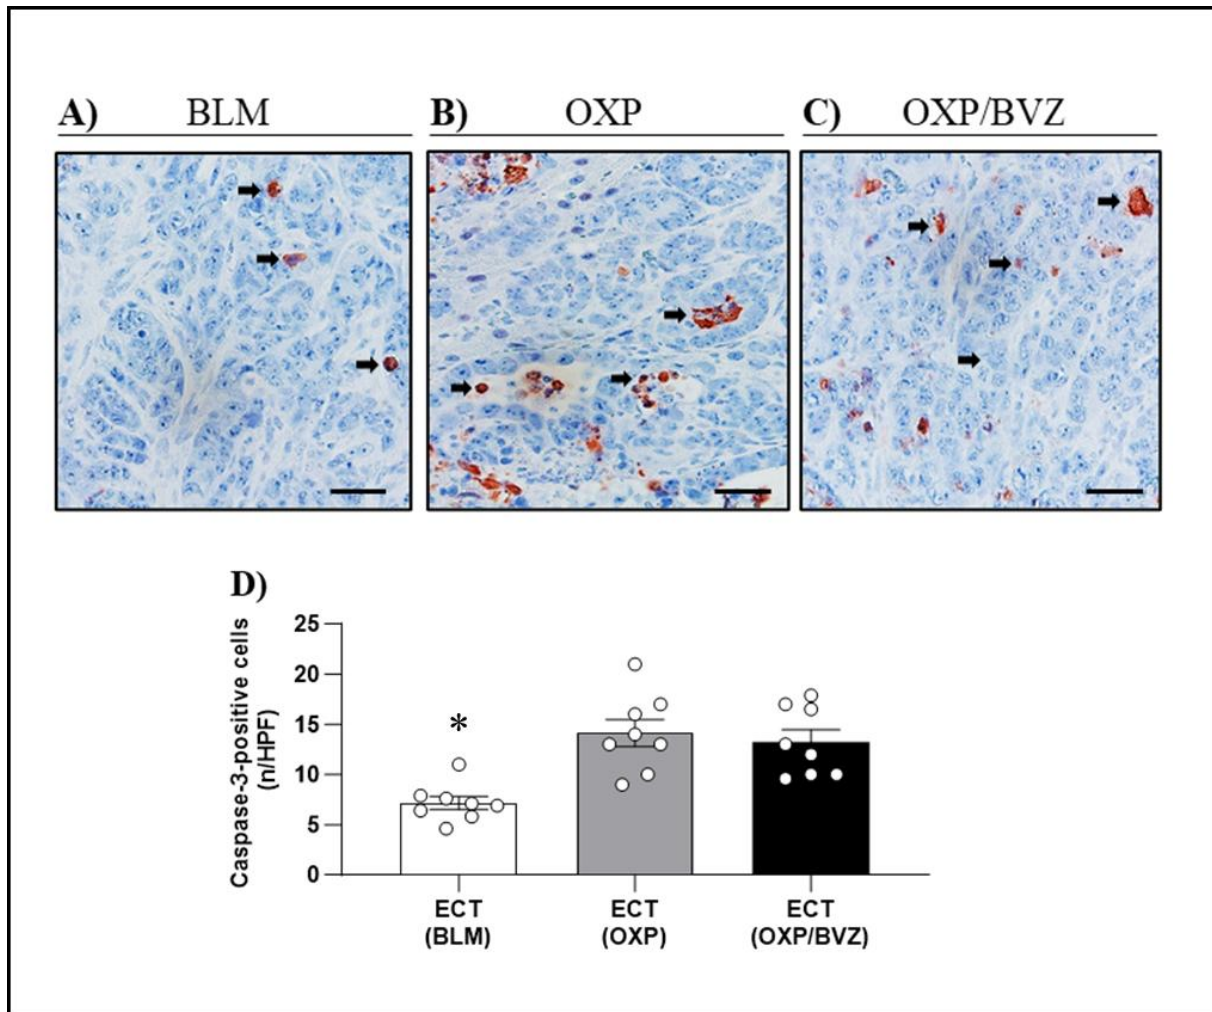 A) BLM
B) OXP
C) OXP/BVZ
D)
Caspase-3-positive cells
(n/HPF)
25
20
15
10
5
0
*
ECT
(BLM)
ECT
(OXP)
ECT
(OXP/BVZ)